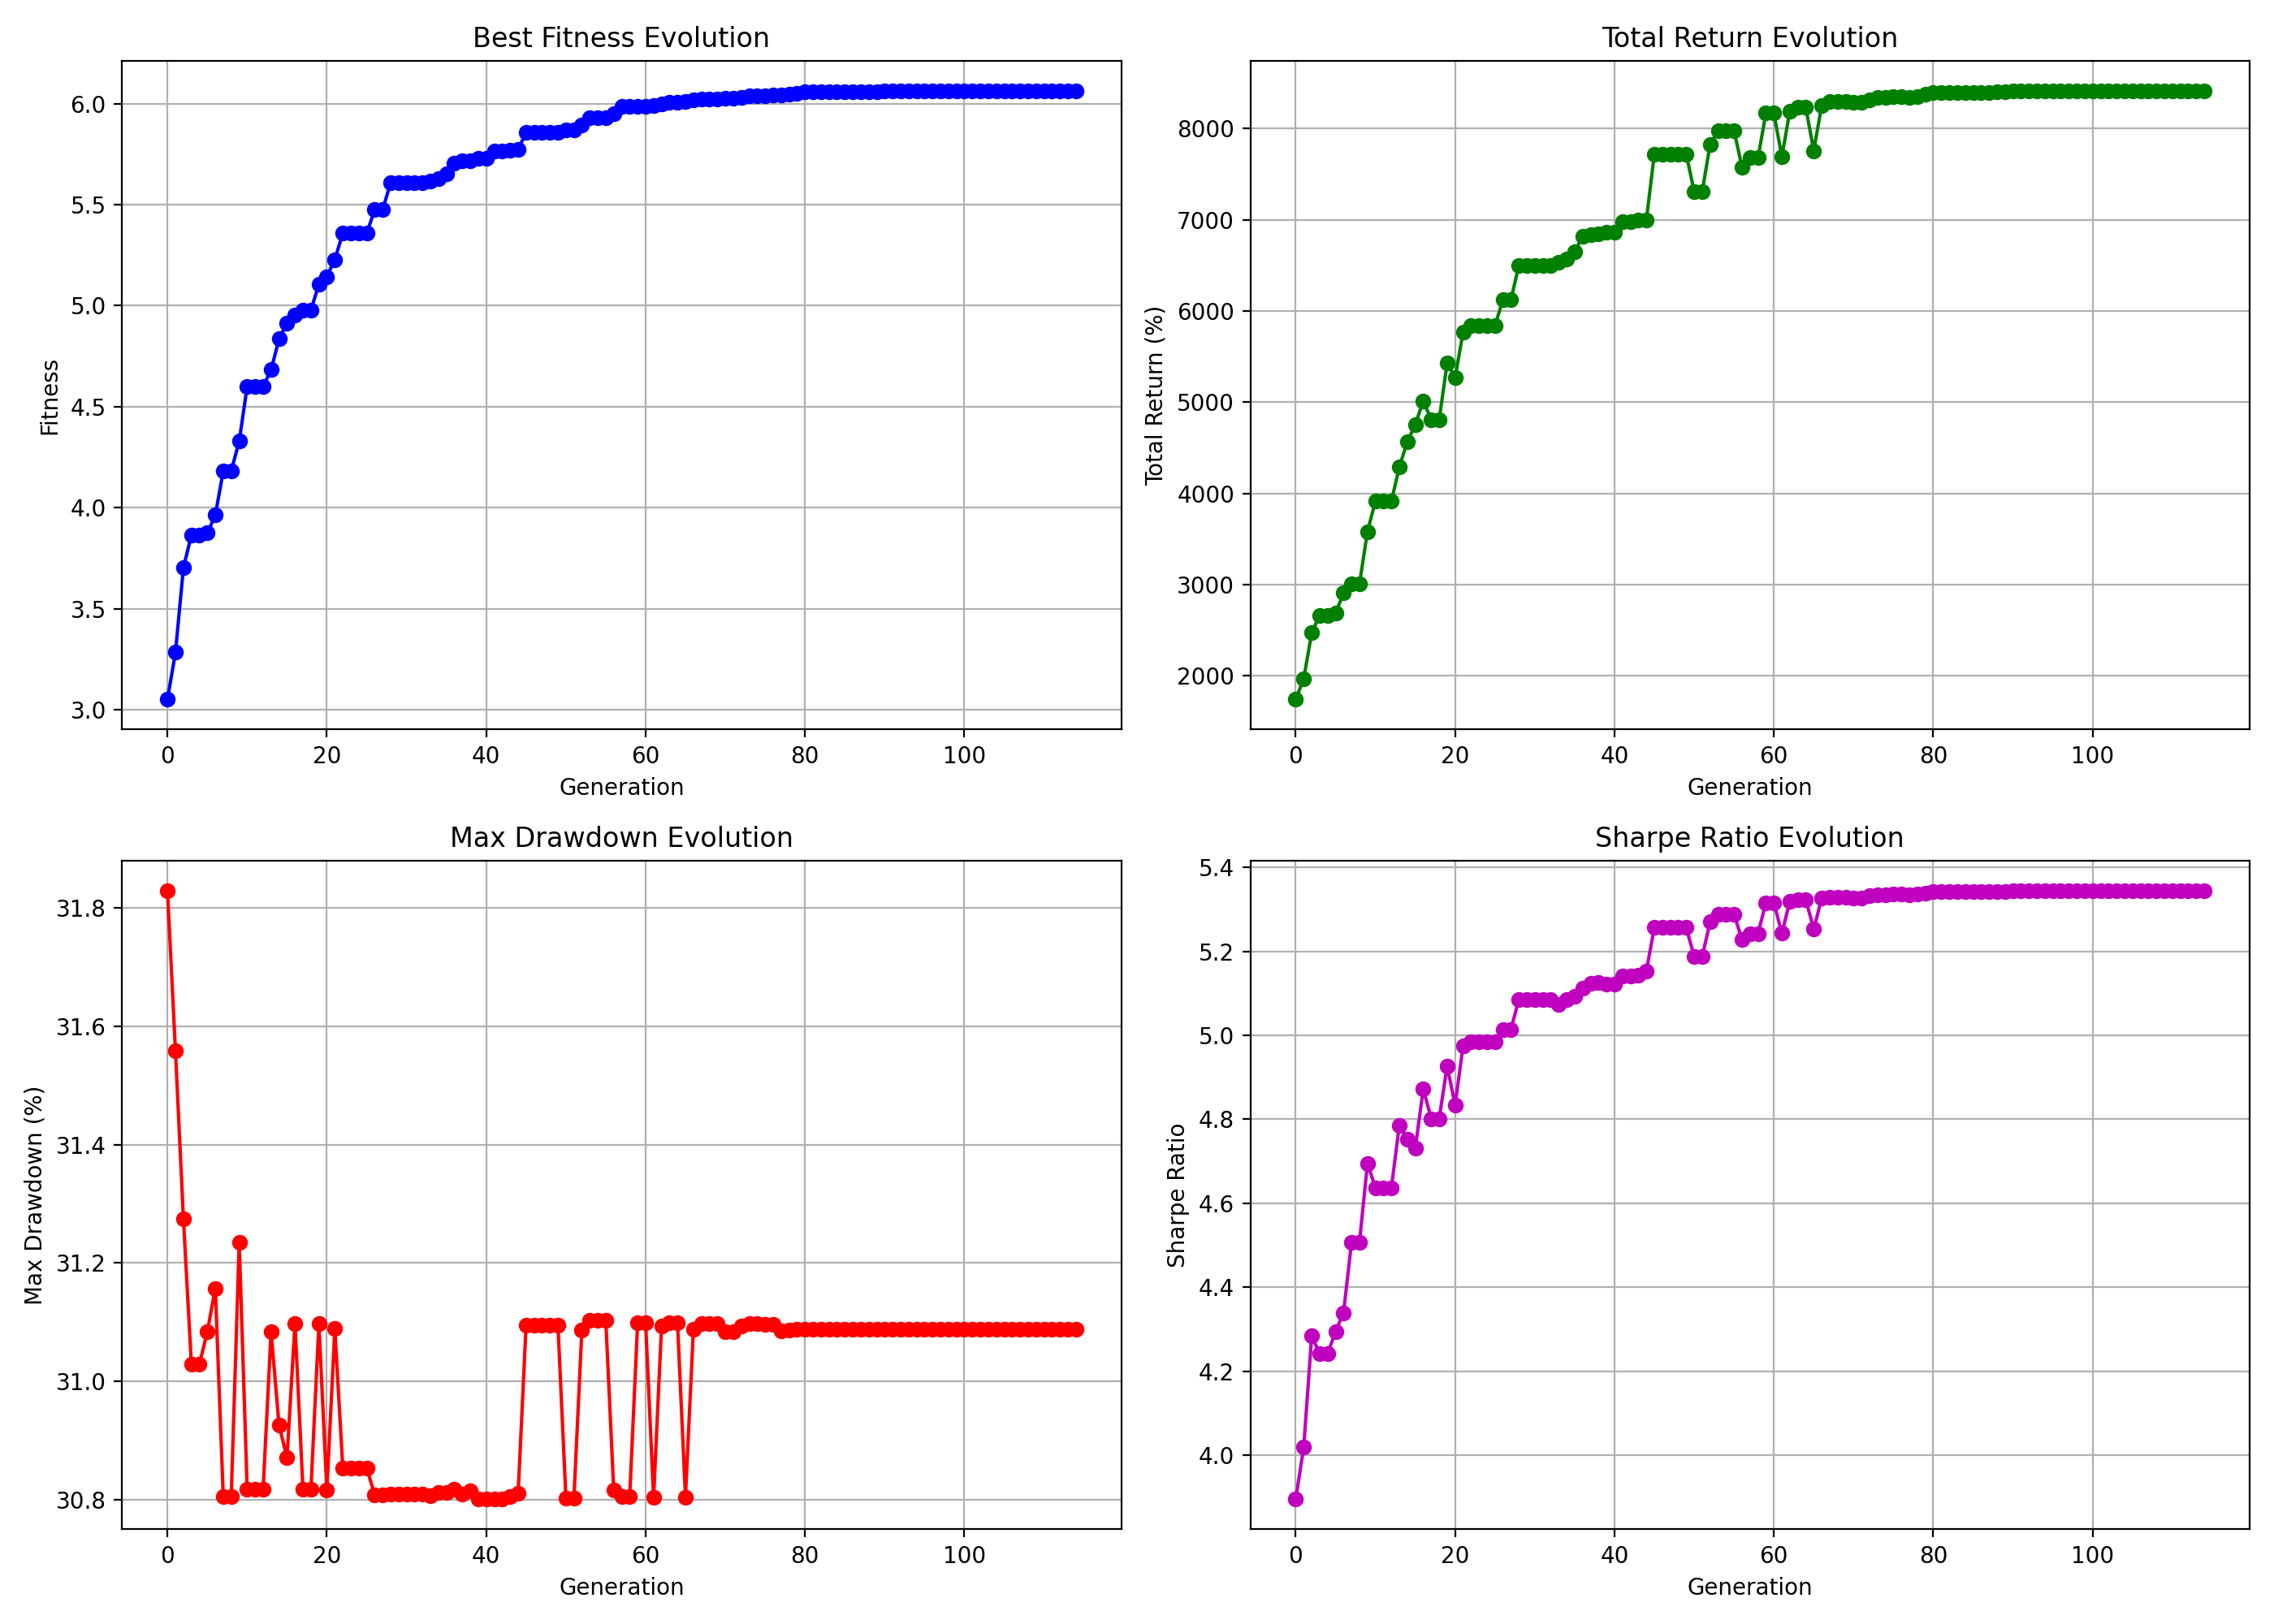 Best Fitness Evolution
Fitness
6.0
5.5
5.0
4.5
4.0
3.5
3.0
0 20 40 60 80 100
Generation
Total Return Evolution
Total Return (%)
8000
7000
6000
5000
4000
3000
2000
0 20 40 60 80 100
Generation
Max Drawdown Evolution
Max Drawdown (%)
31.8
31.6
31.4
31.2
31.0
30.8
0 20 40 60 80 100
Generation
Sharpe Ratio Evolution
Sharpe Ratio
5.4
5.2
5.0
4.8
4.6
4.4
4.2
4.0
0 20 40 60 80 100
Generation